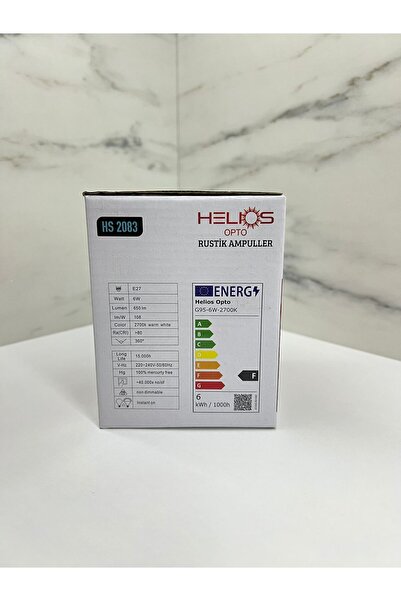 HS 2083
HELIOS
OPTO
RUSTİK AMPULLER
E27
Watt 6W
Lumen 650 lm
lm/W 108
Color 2700k warm white
Ra(CRI) >80
360°
Long Life 15.000h
V-Hz 220-240V-50/60Hz
Hg 100% mercury free
>40.000x on/off
non dimmable
Instant on
ENERG
Helios Opto
G95-6W-2700K
A
B
C
D
E
F
G
F
6
kWh / 1000h